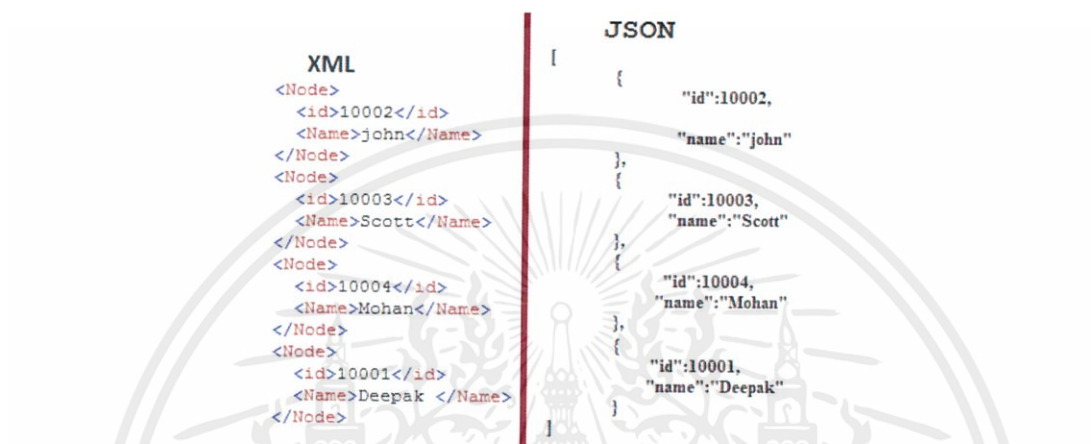 XML
<Node>
<id>10002</id>
<Name>john</Name>
</Node>
<Node>
<id>10003</id>
<Name>Scott</Name>
</Node>
<Node>
<id>10004</id>
<Name>Mohan</Name>
</Node>
<Node>
<id>10001</id>
<Name>Deepak </Name>
</Node>
JSON
[
{
"id":10002,
"name":"john"
},
{
"id":10003,
"name":"Scott"
},
{
"id":10004,
"name":"Mohan"
},
{
"id":10001,
"name":"Deepak"
}
]